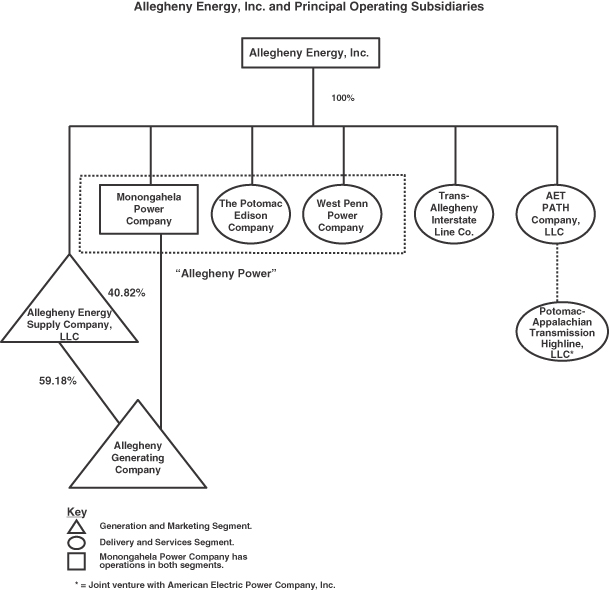 Allegheny Energy, Inc. and Principal Operating Subsidiaries
Allegheny Energy, Inc.
100%
Monongahela
Power
Company
The Potomac
Edison
Company
West Penn
Power
Company
Trans-
Allegheny
Interstate
Line Co.
AET
PATH
Company,
LLC
“Allegheny Power”
40.82%
Allegheny Energy
Supply Company,
LLC
Potomac-
Appalachian
Transmission
Highline,
LLC*
59.18%
Allegheny
Generating
Company
Key
Generation and Marketing Segment.
Delivery and Services Segment.
Monongahela Power Company has
operations in both segments.
* = Joint venture with American Electric Power Company, Inc.